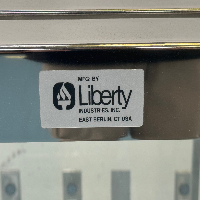 MFG BY
Liberty
INDUSTRIES, INC.
EAST BERLIN, CT USA